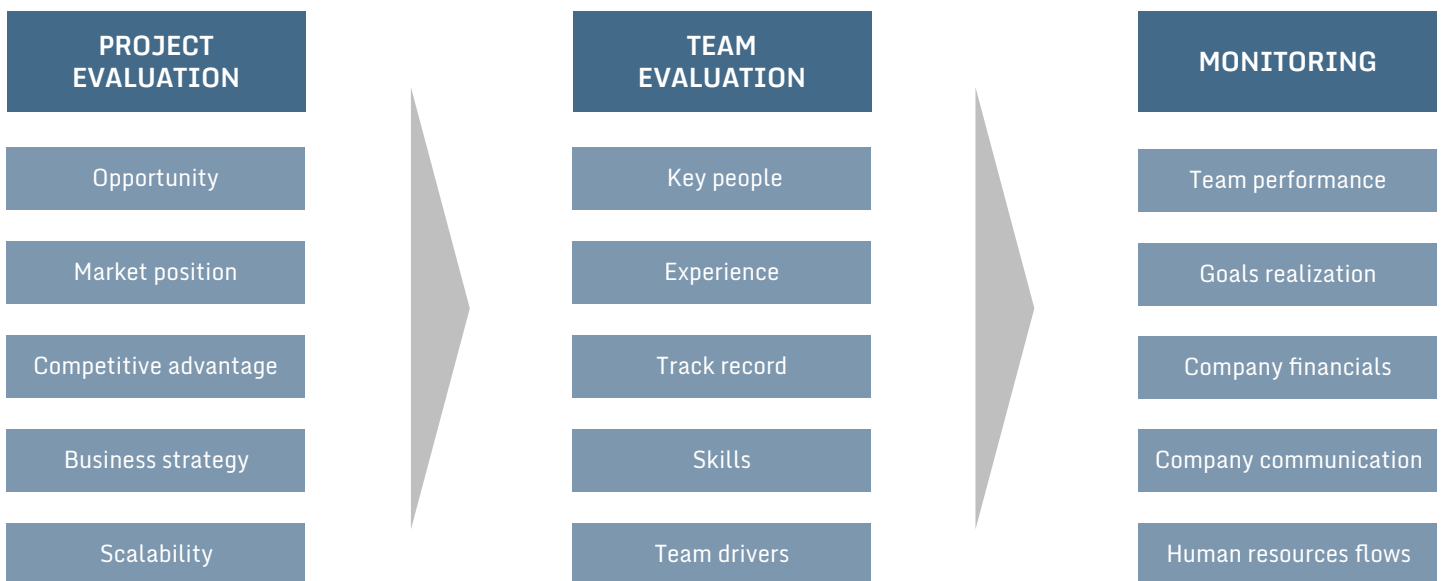 PROJECT
EVALUATION
Opportunity
Market position
Competitive advantage
Business strategy
Scalability
TEAM
EVALUATION
Key people
Experience
Track record
Skills
Team drivers
MONITORING
Team performance
Goals realization
Company financials
Company communication
Human resources flows